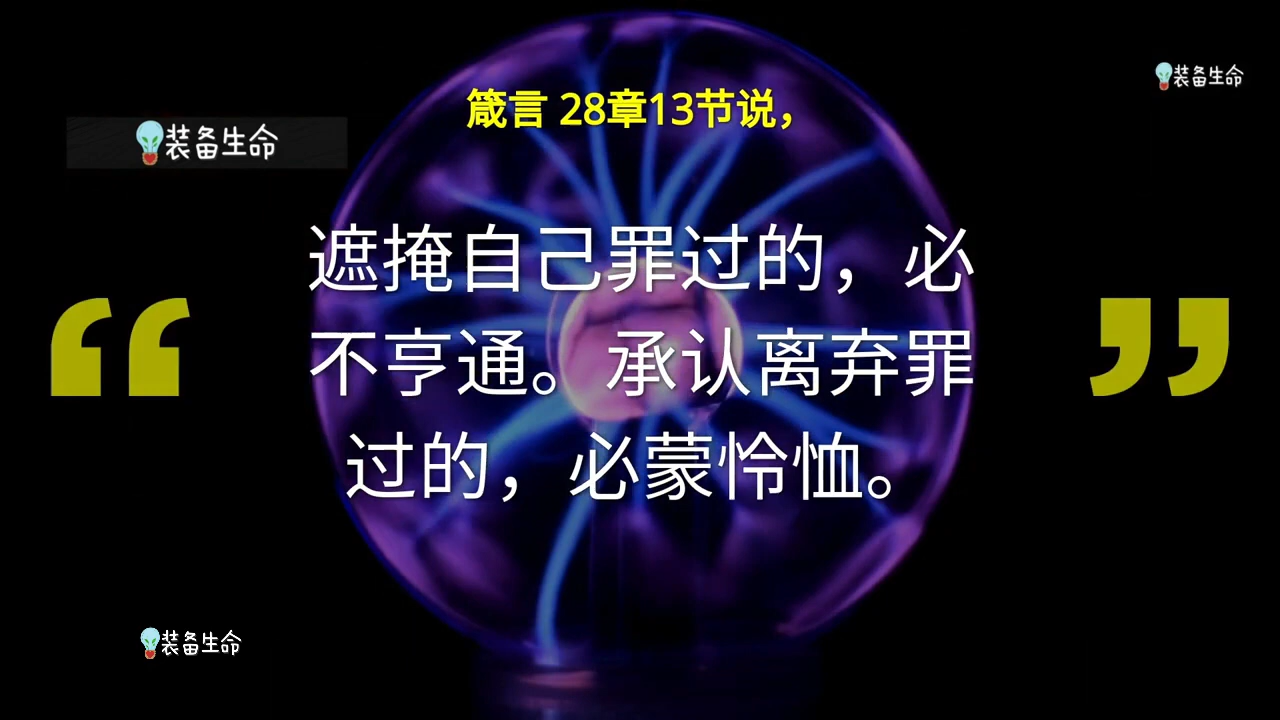 装备生命
箴言 28章13节说，
装备生命
“遮掩自己罪过的，必
不亨通。承认离弃罪
过的，必蒙怜恤。”
装备生命